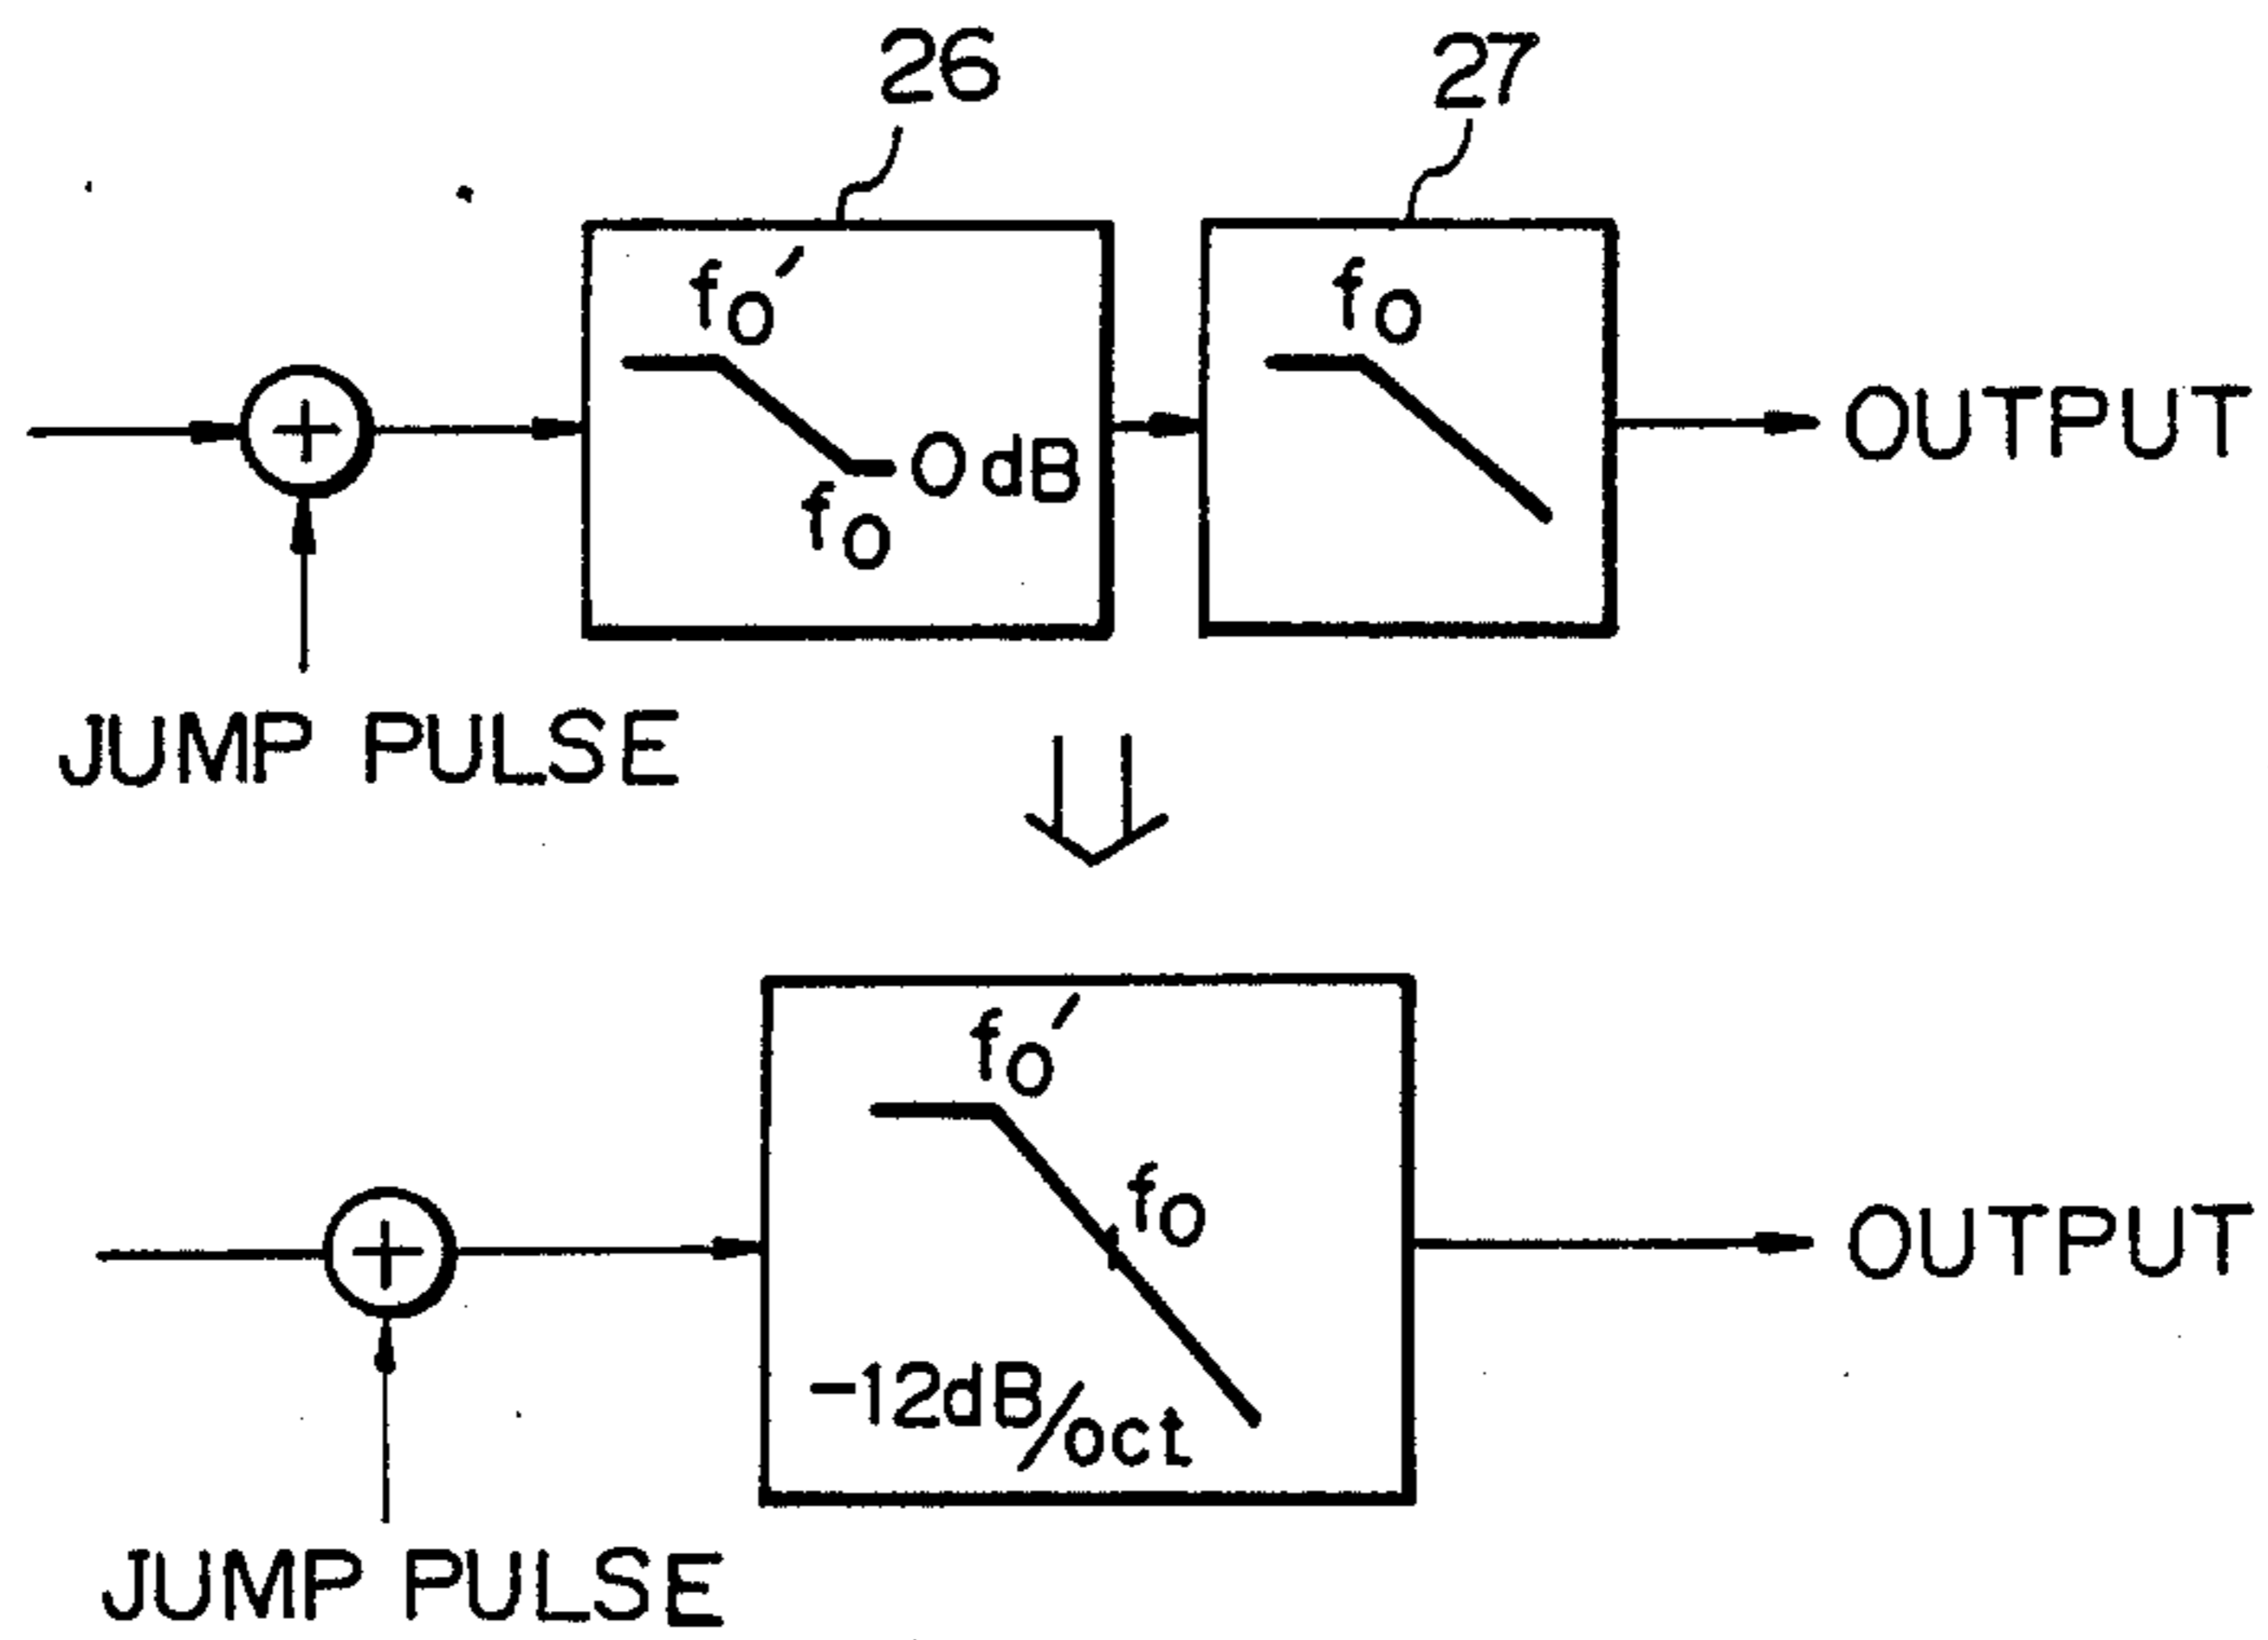 26
27
fo'
fo
0dB
fo
OUTPUT
JUMP PULSE
fo'
fo
-12dB/oct
OUTPUT
JUMP PULSE